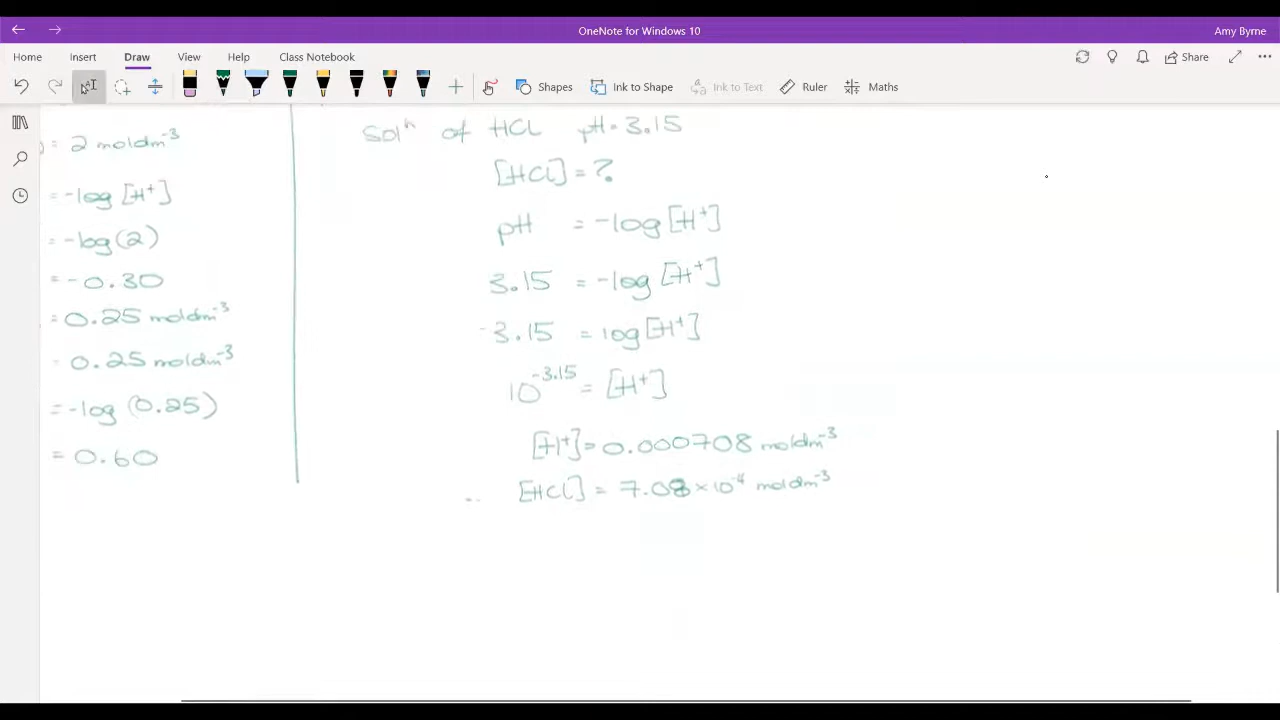 OneNote for Windows 10
Amy Byrne
Home Insert Draw View Help Class Notebook
Share
Shapes Ink to Shape Ink to Text Ruler Maths
= 2 moldm⁻³
= -log [H⁺]
= -log(2)
= -0.30
= 0.25 moldm⁻³
= 0.25 moldm⁻³
= -log (0.25)
= 0.60
Solⁿ of HCL pH = 3.15
[HCl] = ?
pH = -log [H⁺]
3.15 = -log [H⁺]
-3.15 = log [H⁺]
10⁻³·¹⁵ = [H⁺]
[H⁺] = 0.000708 moldm⁻³
[HCl] = 7.08 × 10⁻⁴ moldm⁻³